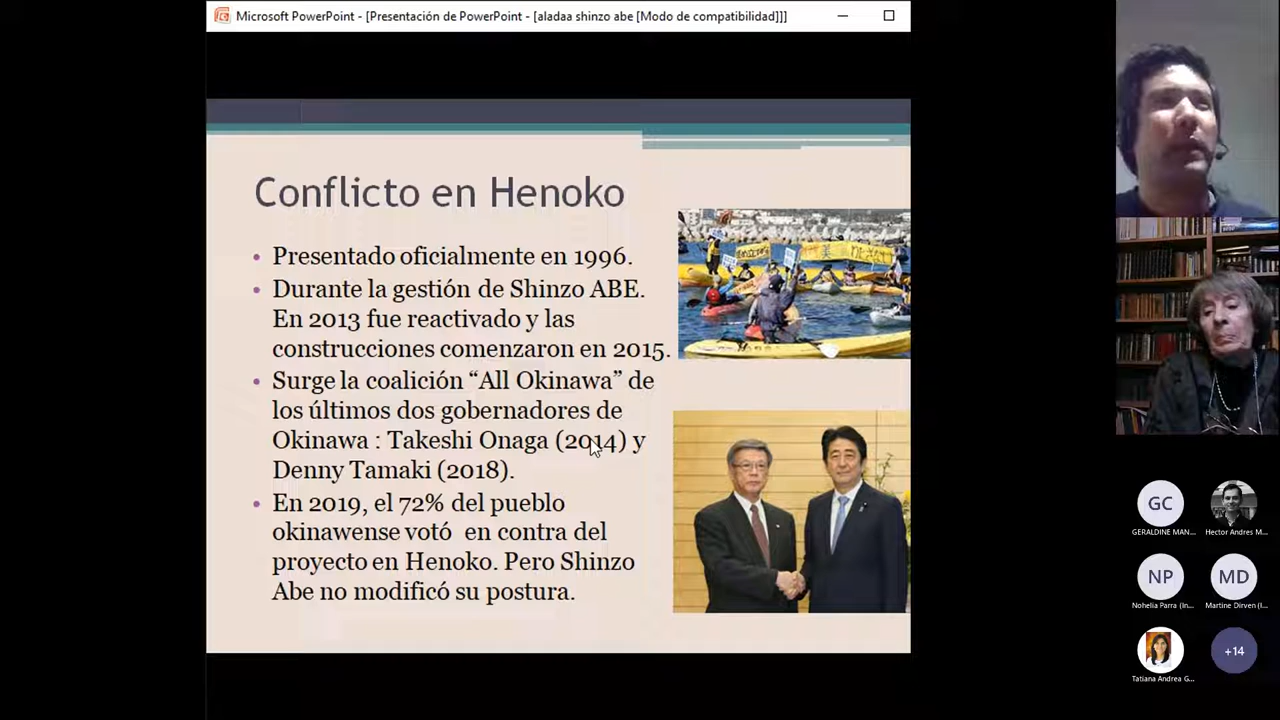 Microsoft PowerPoint - [Presentación de PowerPoint - [aladaa shinzo abe [Modo de compatibilidad]]]
Conflicto en Henoko
• Presentado oficialmente en 1996.
• Durante la gestión de Shinzo ABE.
En 2013 fue reactivado y las
construcciones comenzaron en 2015.
• Surge la coalición “All Okinawa” de
los últimos dos gobernadores de
Okinawa : Takeshi Onaga (2014) y
Denny Tamaki (2018).
• En 2019, el 72% del pueblo
okinawense votó en contra del
proyecto en Henoko. Pero Shinzo
Abe no modificó su postura.
GC
GERALDINE MAN...
Hector Andres M...
NP
Nohelia Parra (In...
MD
Martine Dirven (I...
Tatiana Andrea G...
+14